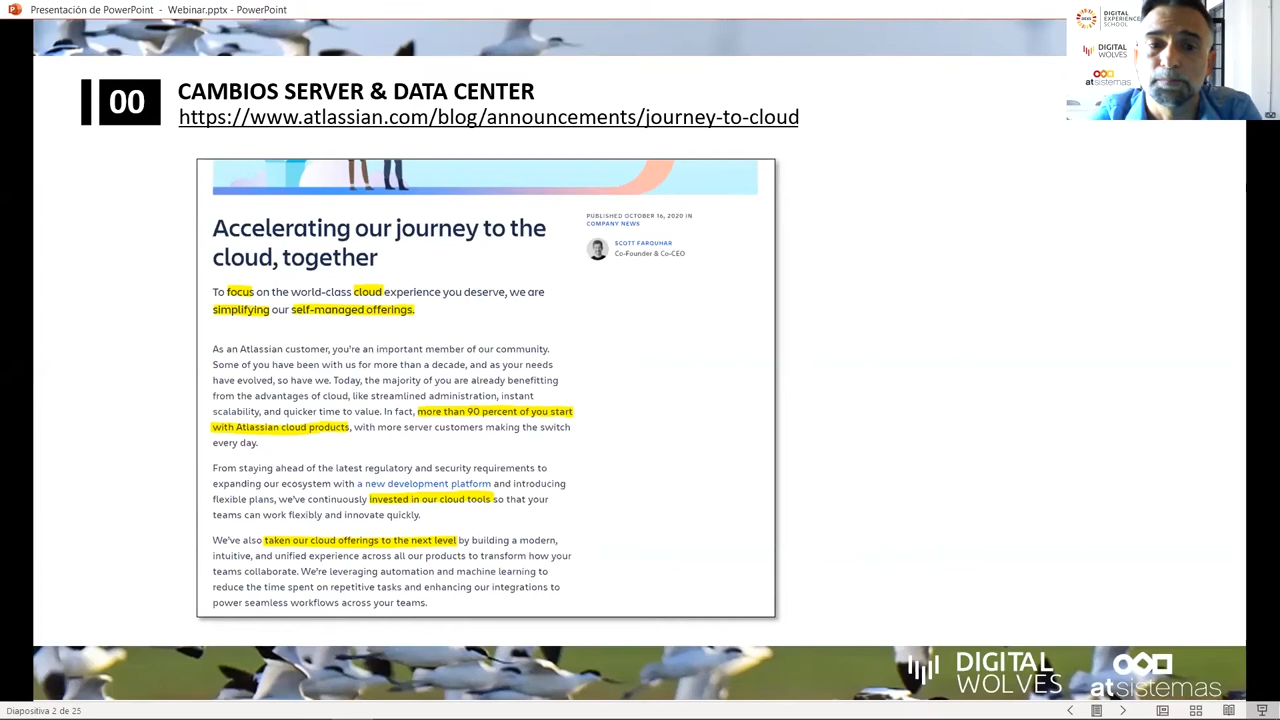 Presentación de PowerPoint - Webinar.pptx - PowerPoint
DIGITAL
EXPERIENCE
SCHOOL
DIGITAL
WOLVES
atsistemas
00
CAMBIOS SERVER & DATA CENTER
https://www.atlassian.com/blog/announcements/journey-to-cloud
Accelerating our journey to the
cloud, together
PUBLISHED OCTOBER 16, 2020 IN
COMPANY NEWS
SCOTT FARQUHAR
Co-Founder & Co-CEO
To focus on the world-class cloud experience you deserve, we are
simplifying our self-managed offerings.
As an Atlassian customer, you're an important member of our community.
Some of you have been with us for more than a decade, and as your needs
have evolved, so have we. Today, the majority of you are already benefitting
from the advantages of cloud, like streamlined administration, instant
scalability, and quicker time to value. In fact, more than 90 percent of you start
with Atlassian cloud products, with more server customers making the switch
every day.
From staying ahead of the latest regulatory and security requirements to
expanding our ecosystem with a new development platform and introducing
flexible plans, we've continuously invested in our cloud tools so that your
teams can work flexibly and innovate quickly.
We've also taken our cloud offerings to the next level by building a modern,
intuitive, and unified experience across all our products to transform how your
teams collaborate. We're leveraging automation and machine learning to
reduce the time spent on repetitive tasks and enhancing our integrations to
power seamless workflows across your teams.
DIGITAL
WOLVES
atsistemas
Diapositiva 2 de 25